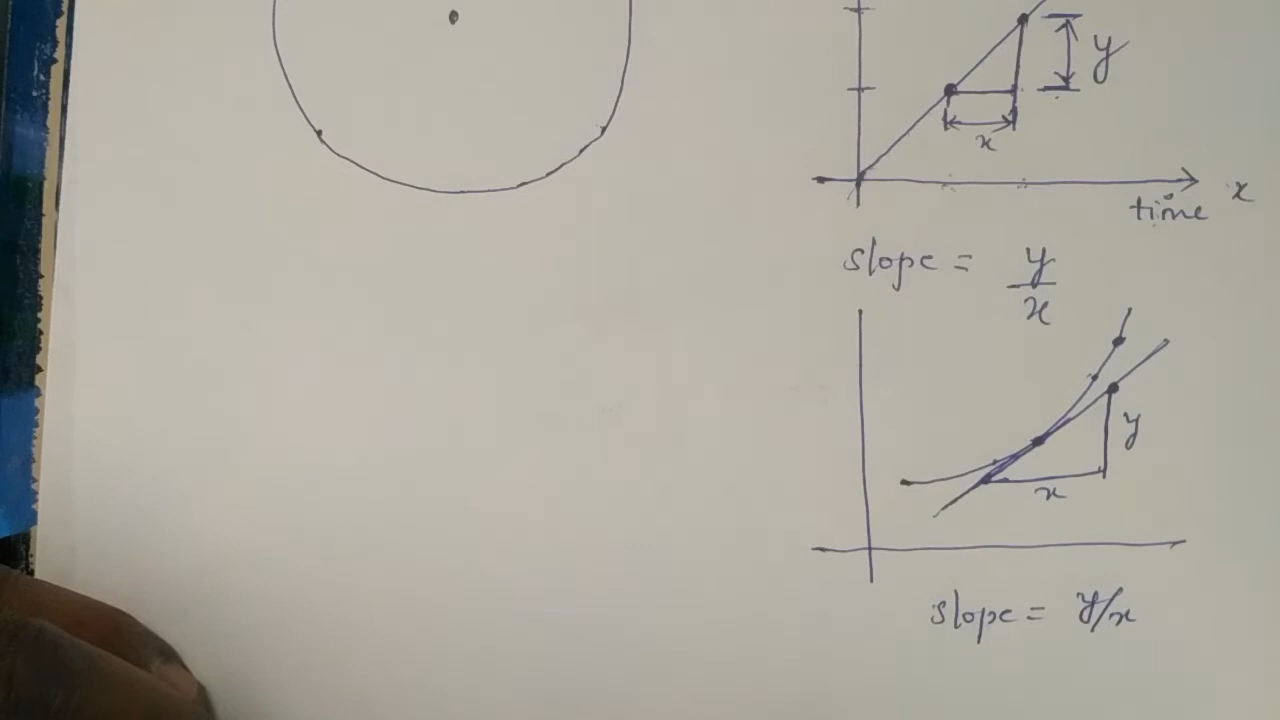 y
x
time x
slope = y/x
y
x
slope = y/x